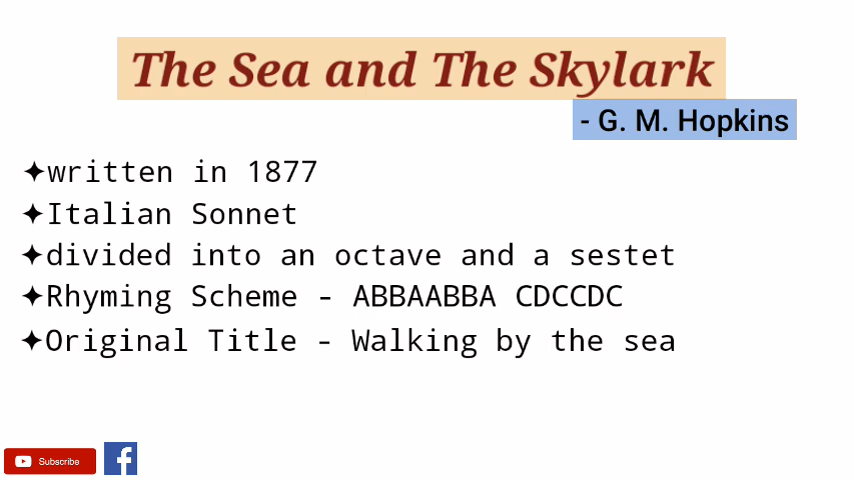 The Sea and The Skylark
- G. M. Hopkins
✦written in 1877
✦Italian Sonnet
✦divided into an octave and a sestet
✦Rhyming Scheme - ABBAABBA CDCCDC
✦Original Title - Walking by the sea
Subscribe